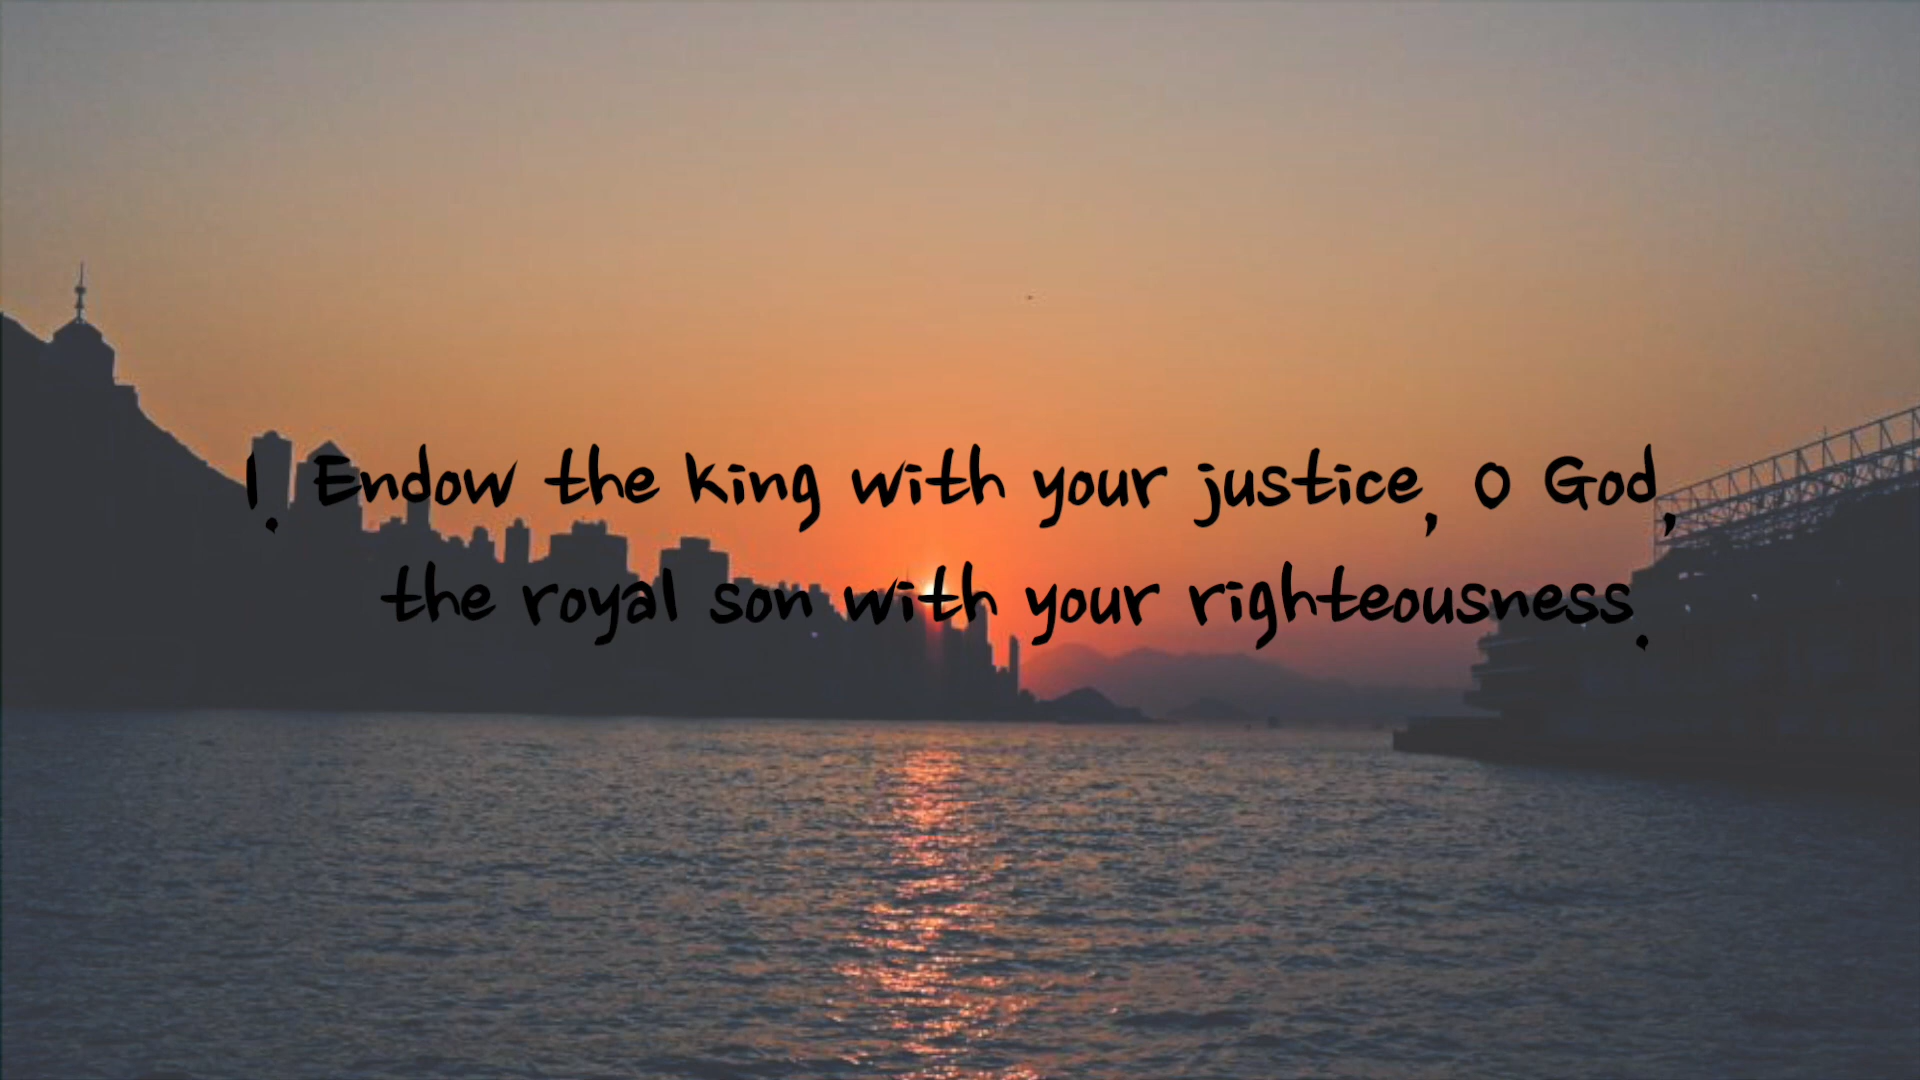 1. Endow the king with your justice, O God,
the royal son with your righteousness.